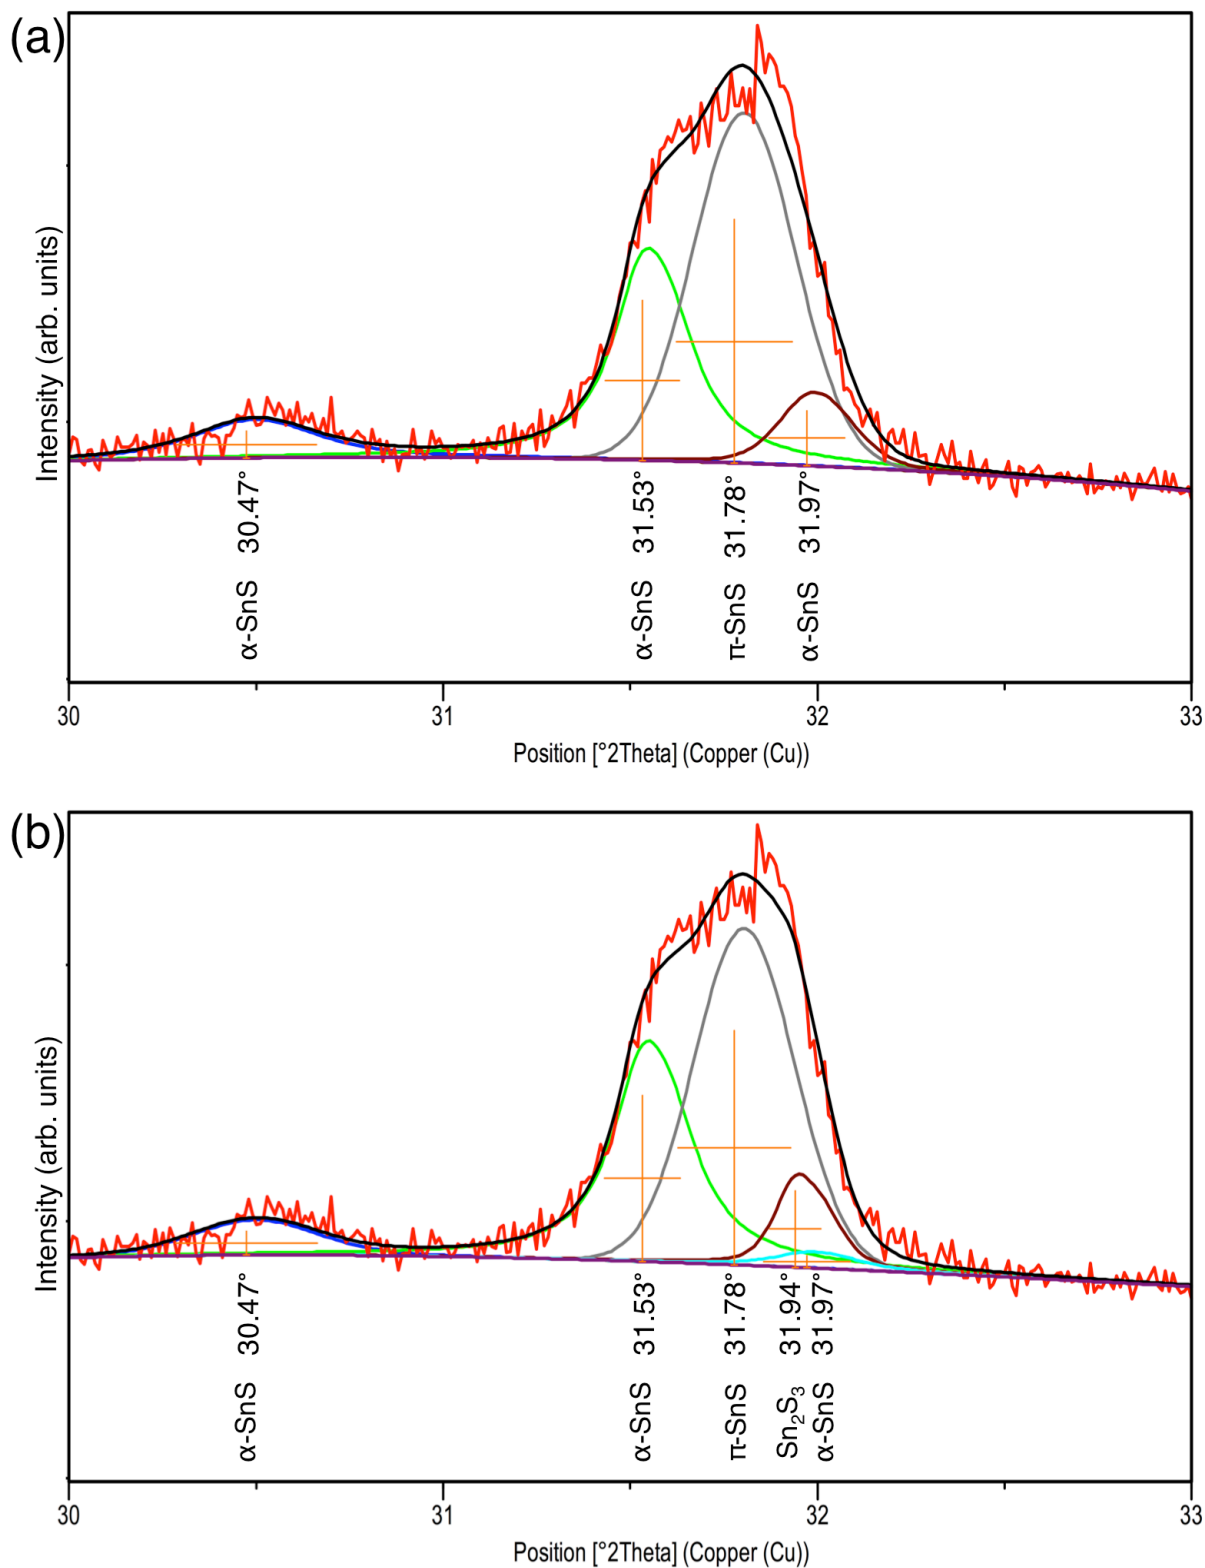 (a)
Intensity (arb. units)
α-SnS 30.47°
α-SnS 31.53°
π-SnS 31.78°
α-SnS 31.97°
30 31 32 33
Position [°2Theta] (Copper (Cu))
(b)
Intensity (arb. units)
α-SnS 30.47°
α-SnS 31.53°
π-SnS 31.78°
Sn₂S₃ 31.94°
α-SnS 31.97°
30 31 32 33
Position [°2Theta] (Copper (Cu))